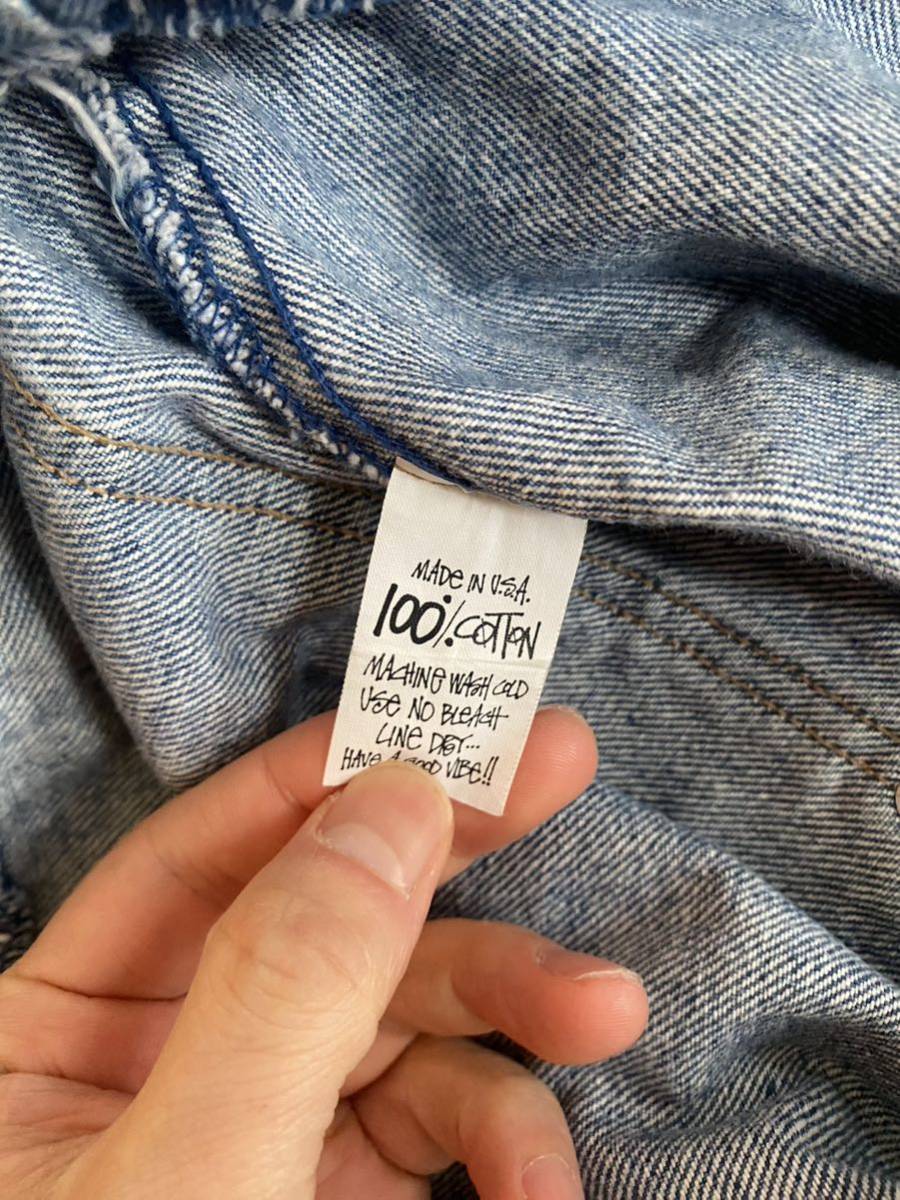 MADE IN U.S.A.
100% COTTON
MACHINE WASH COLD
USE NO BLEACH
LINE DRY...
HAVE A GOOD VIBE!!